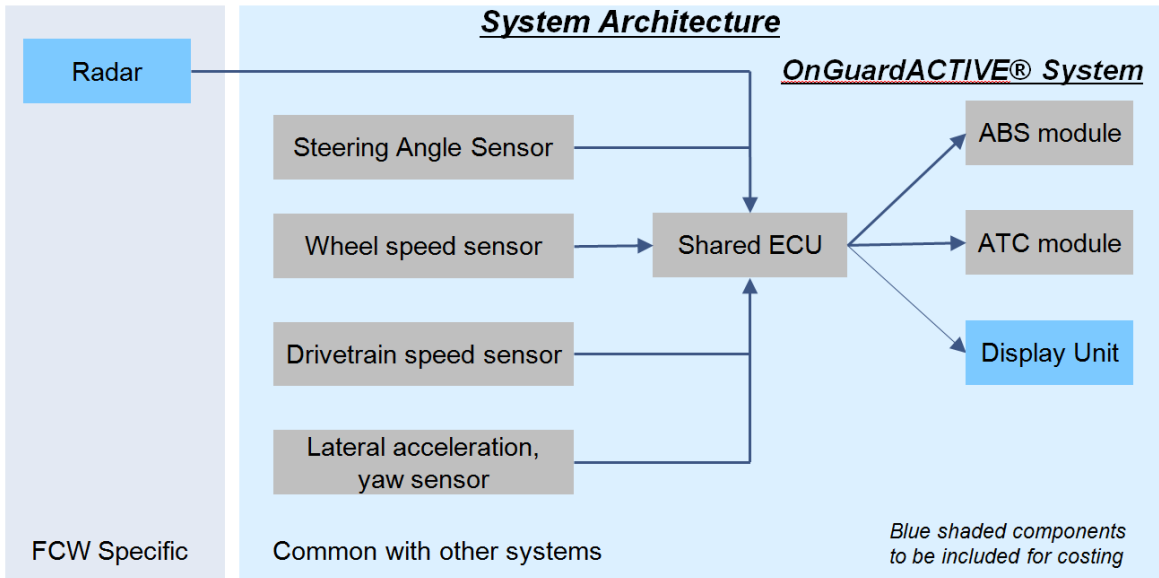 System Architecture
Radar
OnGuardACTIVE® System
Steering Angle Sensor
ABS module
Wheel speed sensor
Shared ECU
ATC module
Drivetrain speed sensor
Display Unit
Lateral acceleration,
yaw sensor
FCW Specific
Common with other systems
Blue shaded components
to be included for costing